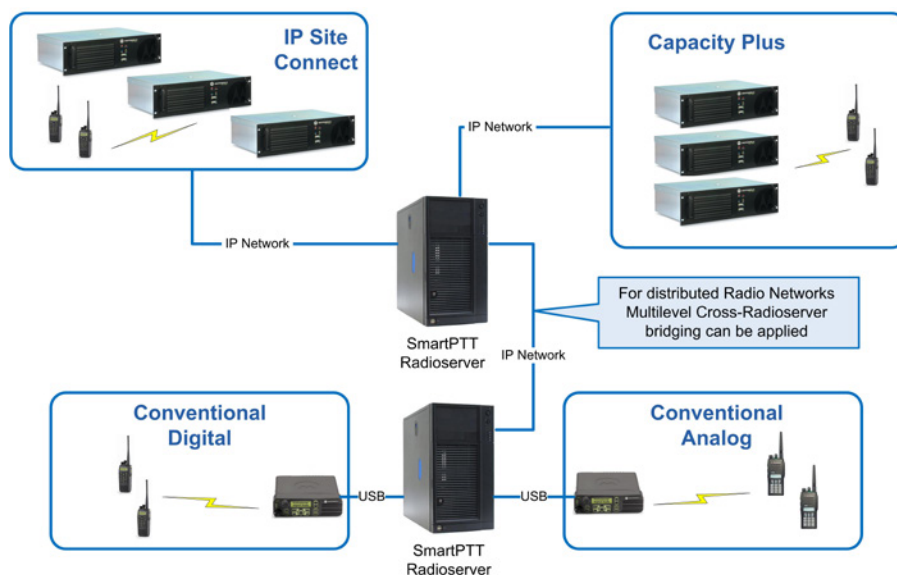 IP Site
Connect
Capacity Plus
IP Network
IP Network
For distributed Radio Networks
Multilevel Cross-Radioserver
bridging can be applied
SmartPTT
Radioserver
IP Network
Conventional
Digital
Conventional
Analog
USB
USB
SmartPTT
Radioserver